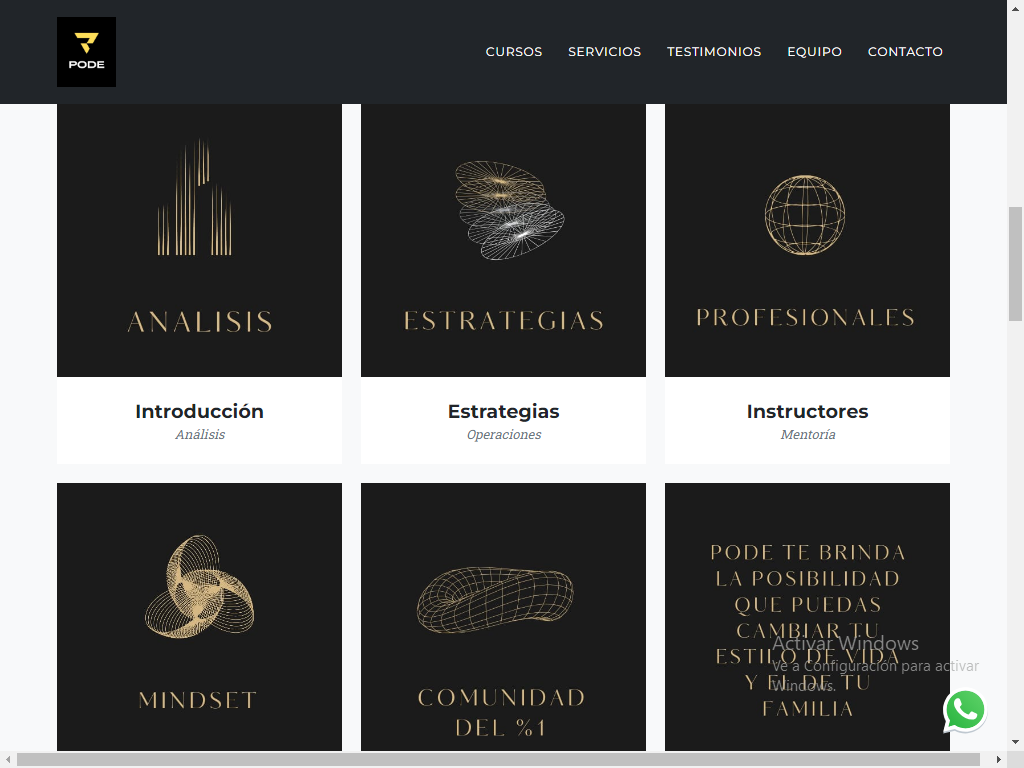 PODE
CURSOS SERVICIOS TESTIMONIOS EQUIPO CONTACTO
ANALISIS
ESTRATEGIAS
PROFESIONALES
Introducción
Análisis
Estrategias
Operaciones
Instructores
Mentoría
MINDSET
COMUNIDAD
DEL %1
PODE TE BRINDA
LA POSIBILIDAD
QUE PUEDAS
CAMBIAR TU
ESTILO DE VIDA
Y EL DE TU
FAMILIA
Activar Windows
Ve a Configuración para activar
Windows.